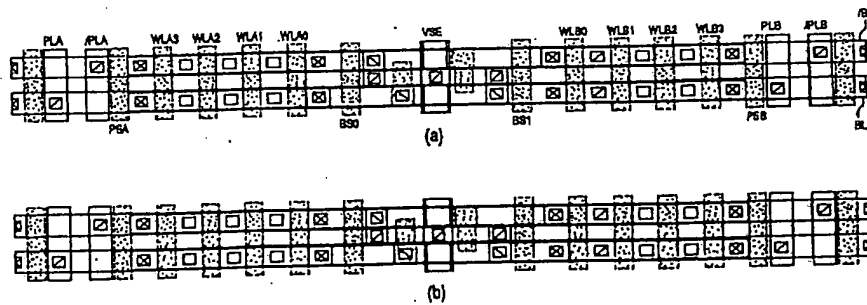 PLA /PLA WLA3 WLA2 WLA1 WLA0 VSE WLB0 WLB1 WLB2 WLB3 PLB /PLB
PSA BS0 BS1 PSB
(a)
(b)